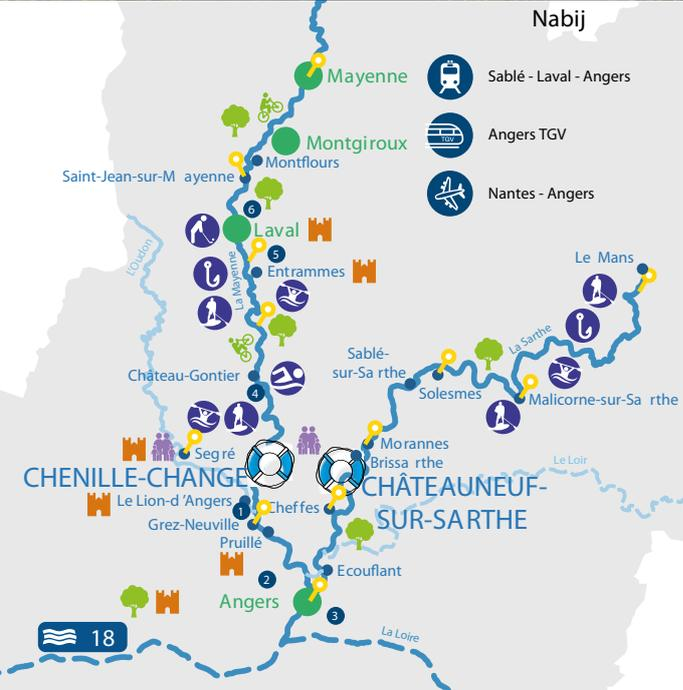 Nabij
Mayenne
Sablé - Laval - Angers
Montgiroux
TGV
Angers TGV
Montflours
Saint-Jean-sur-M ayenne
Nantes - Angers
6
Laval
L'Oudon
5
Entrammes
La Mayenne
Le Mans
La Sarthe
Sablé-
sur-Sa rthe
Château-Gontier
4
Solesmes
Malicorne-sur-Sa rthe
Morannes
Segré
Brissa rthe
Le Loir
CHENILLE-CHANGE
CHÂTEAUNEUF-
SUR-SARTHE
Le Lion-d 'Angers
1
Cheffes
Grez-Neuville
Pruillé
2
Ecouflant
Angers
3
18
La Loire